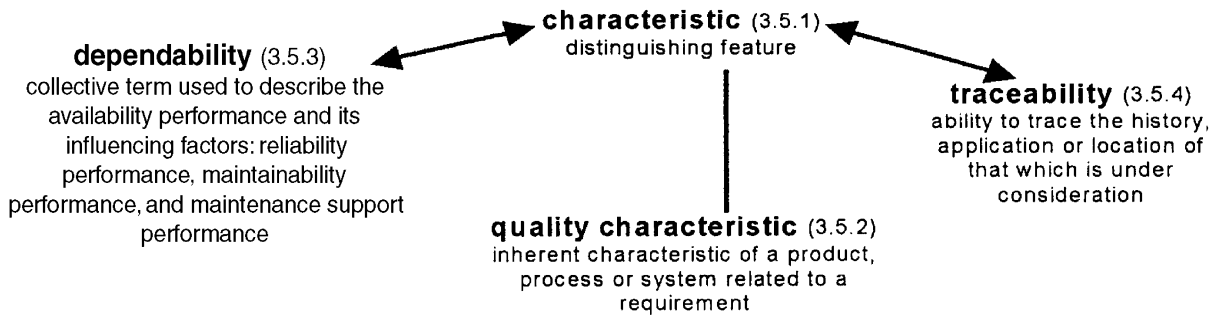 characteristic (3.5.1)
distinguishing feature
dependability (3.5.3)
collective term used to describe the
availability performance and its
influencing factors: reliability
performance, maintainability
performance, and maintenance support
performance
traceability (3.5.4)
ability to trace the history,
application or location of
that which is under
consideration
quality characteristic (3.5.2)
inherent characteristic of a product,
process or system related to a
requirement